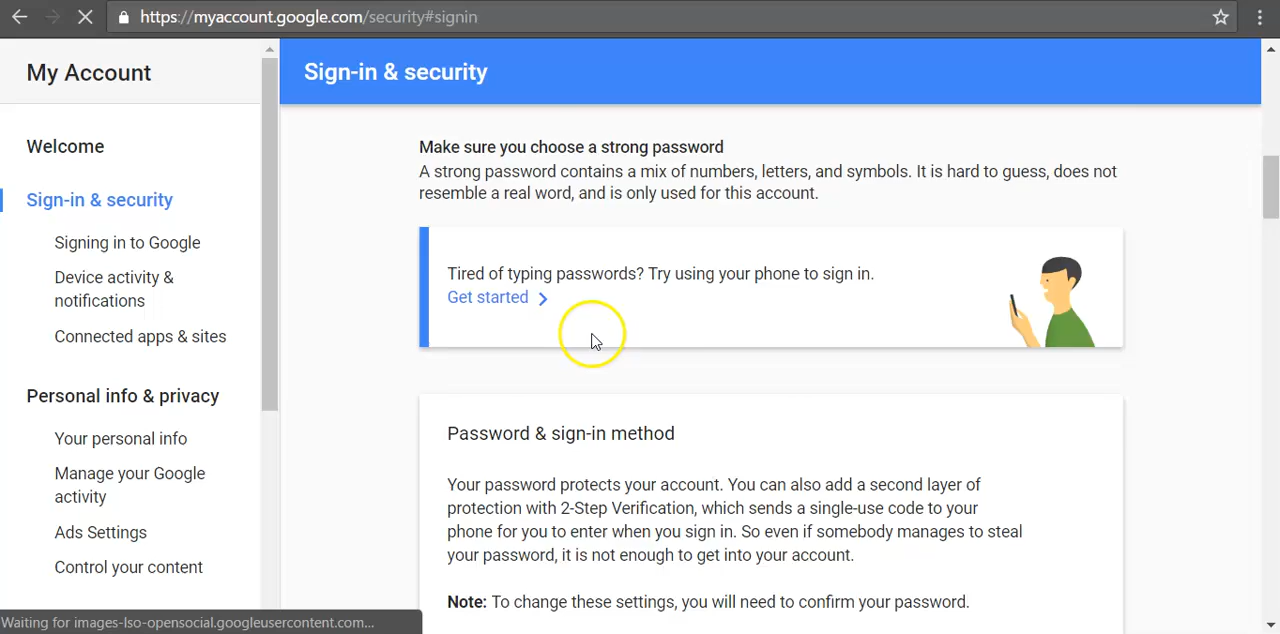 https://myaccount.google.com/security#signin
My Account
Sign-in & security
Welcome
Sign-in & security
Signing in to Google
Device activity &
notifications
Connected apps & sites
Personal info & privacy
Your personal info
Manage your Google
activity
Ads Settings
Control your content
Make sure you choose a strong password
A strong password contains a mix of numbers, letters, and symbols. It is hard to guess, does not
resemble a real word, and is only used for this account.
Tired of typing passwords? Try using your phone to sign in.
Get started
Password & sign-in method
Your password protects your account. You can also add a second layer of
protection with 2-Step Verification, which sends a single-use code to your
phone for you to enter when you sign in. So even if somebody manages to steal
your password, it is not enough to get into your account.
Note: To change these settings, you will need to confirm your password.
Waiting for images-lso-opensocial.googleusercontent.com...